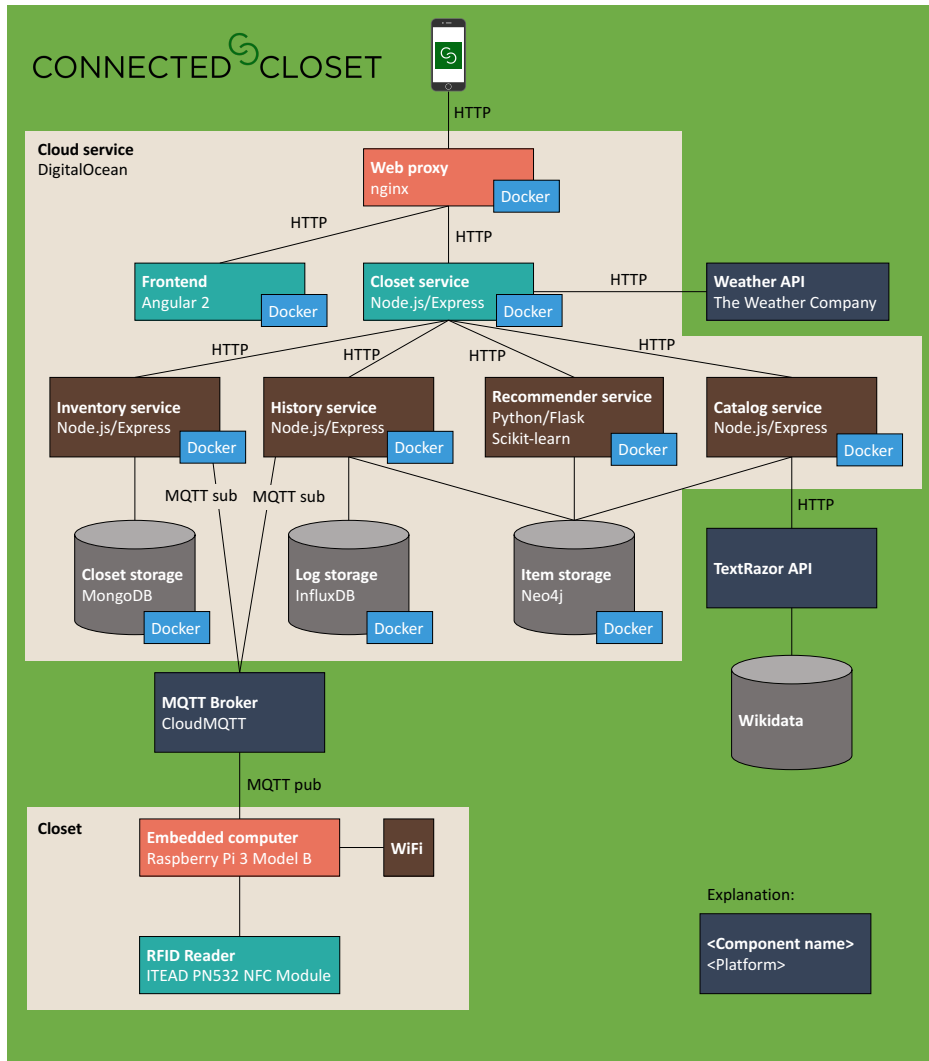 CONNECTED CLOSET
HTTP
Cloud service
DigitalOcean
Web proxy
nginx
Docker
HTTP
HTTP
Frontend
Angular 2
Docker
Closet service
Node.js/Express
Docker
HTTP
Weather API
The Weather Company
HTTP
HTTP
HTTP
HTTP
Inventory service
Node.js/Express
Docker
History service
Node.js/Express
Docker
Recommender service
Python/Flask
Scikit-learn
Docker
Catalog service
Node.js/Express
Docker
MQTT sub
MQTT sub
HTTP
Closet storage
MongoDB
Docker
Log storage
InfluxDB
Docker
Item storage
Neo4j
Docker
TextRazor API
MQTT Broker
CloudMQTT
Wikidata
MQTT pub
Closet
Embedded computer
Raspberry Pi 3 Model B
WiFi
RFID Reader
ITEAD PN532 NFC Module
Explanation:
<Component name>
<Platform>